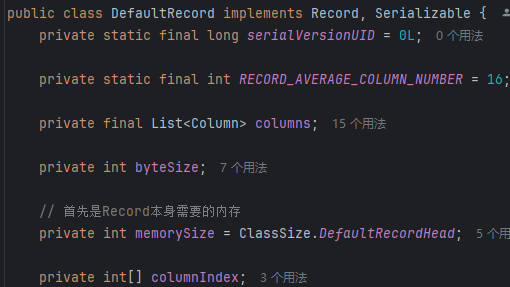 public class DefaultRecord implements Record, Serializable {
private static final long serialVersionUID = 0L; 0 个用法
private static final int RECORD_AVERAGE_COLUMN_NUMBER = 16;
private final List<Column> columns; 15 个用法
private int byteSize; 7 个用法
// 首先是Record本身需要的内存
private int memorySize = ClassSize.DefaultRecordHead; 5 个用
private int[] columnIndex; 3 个用法